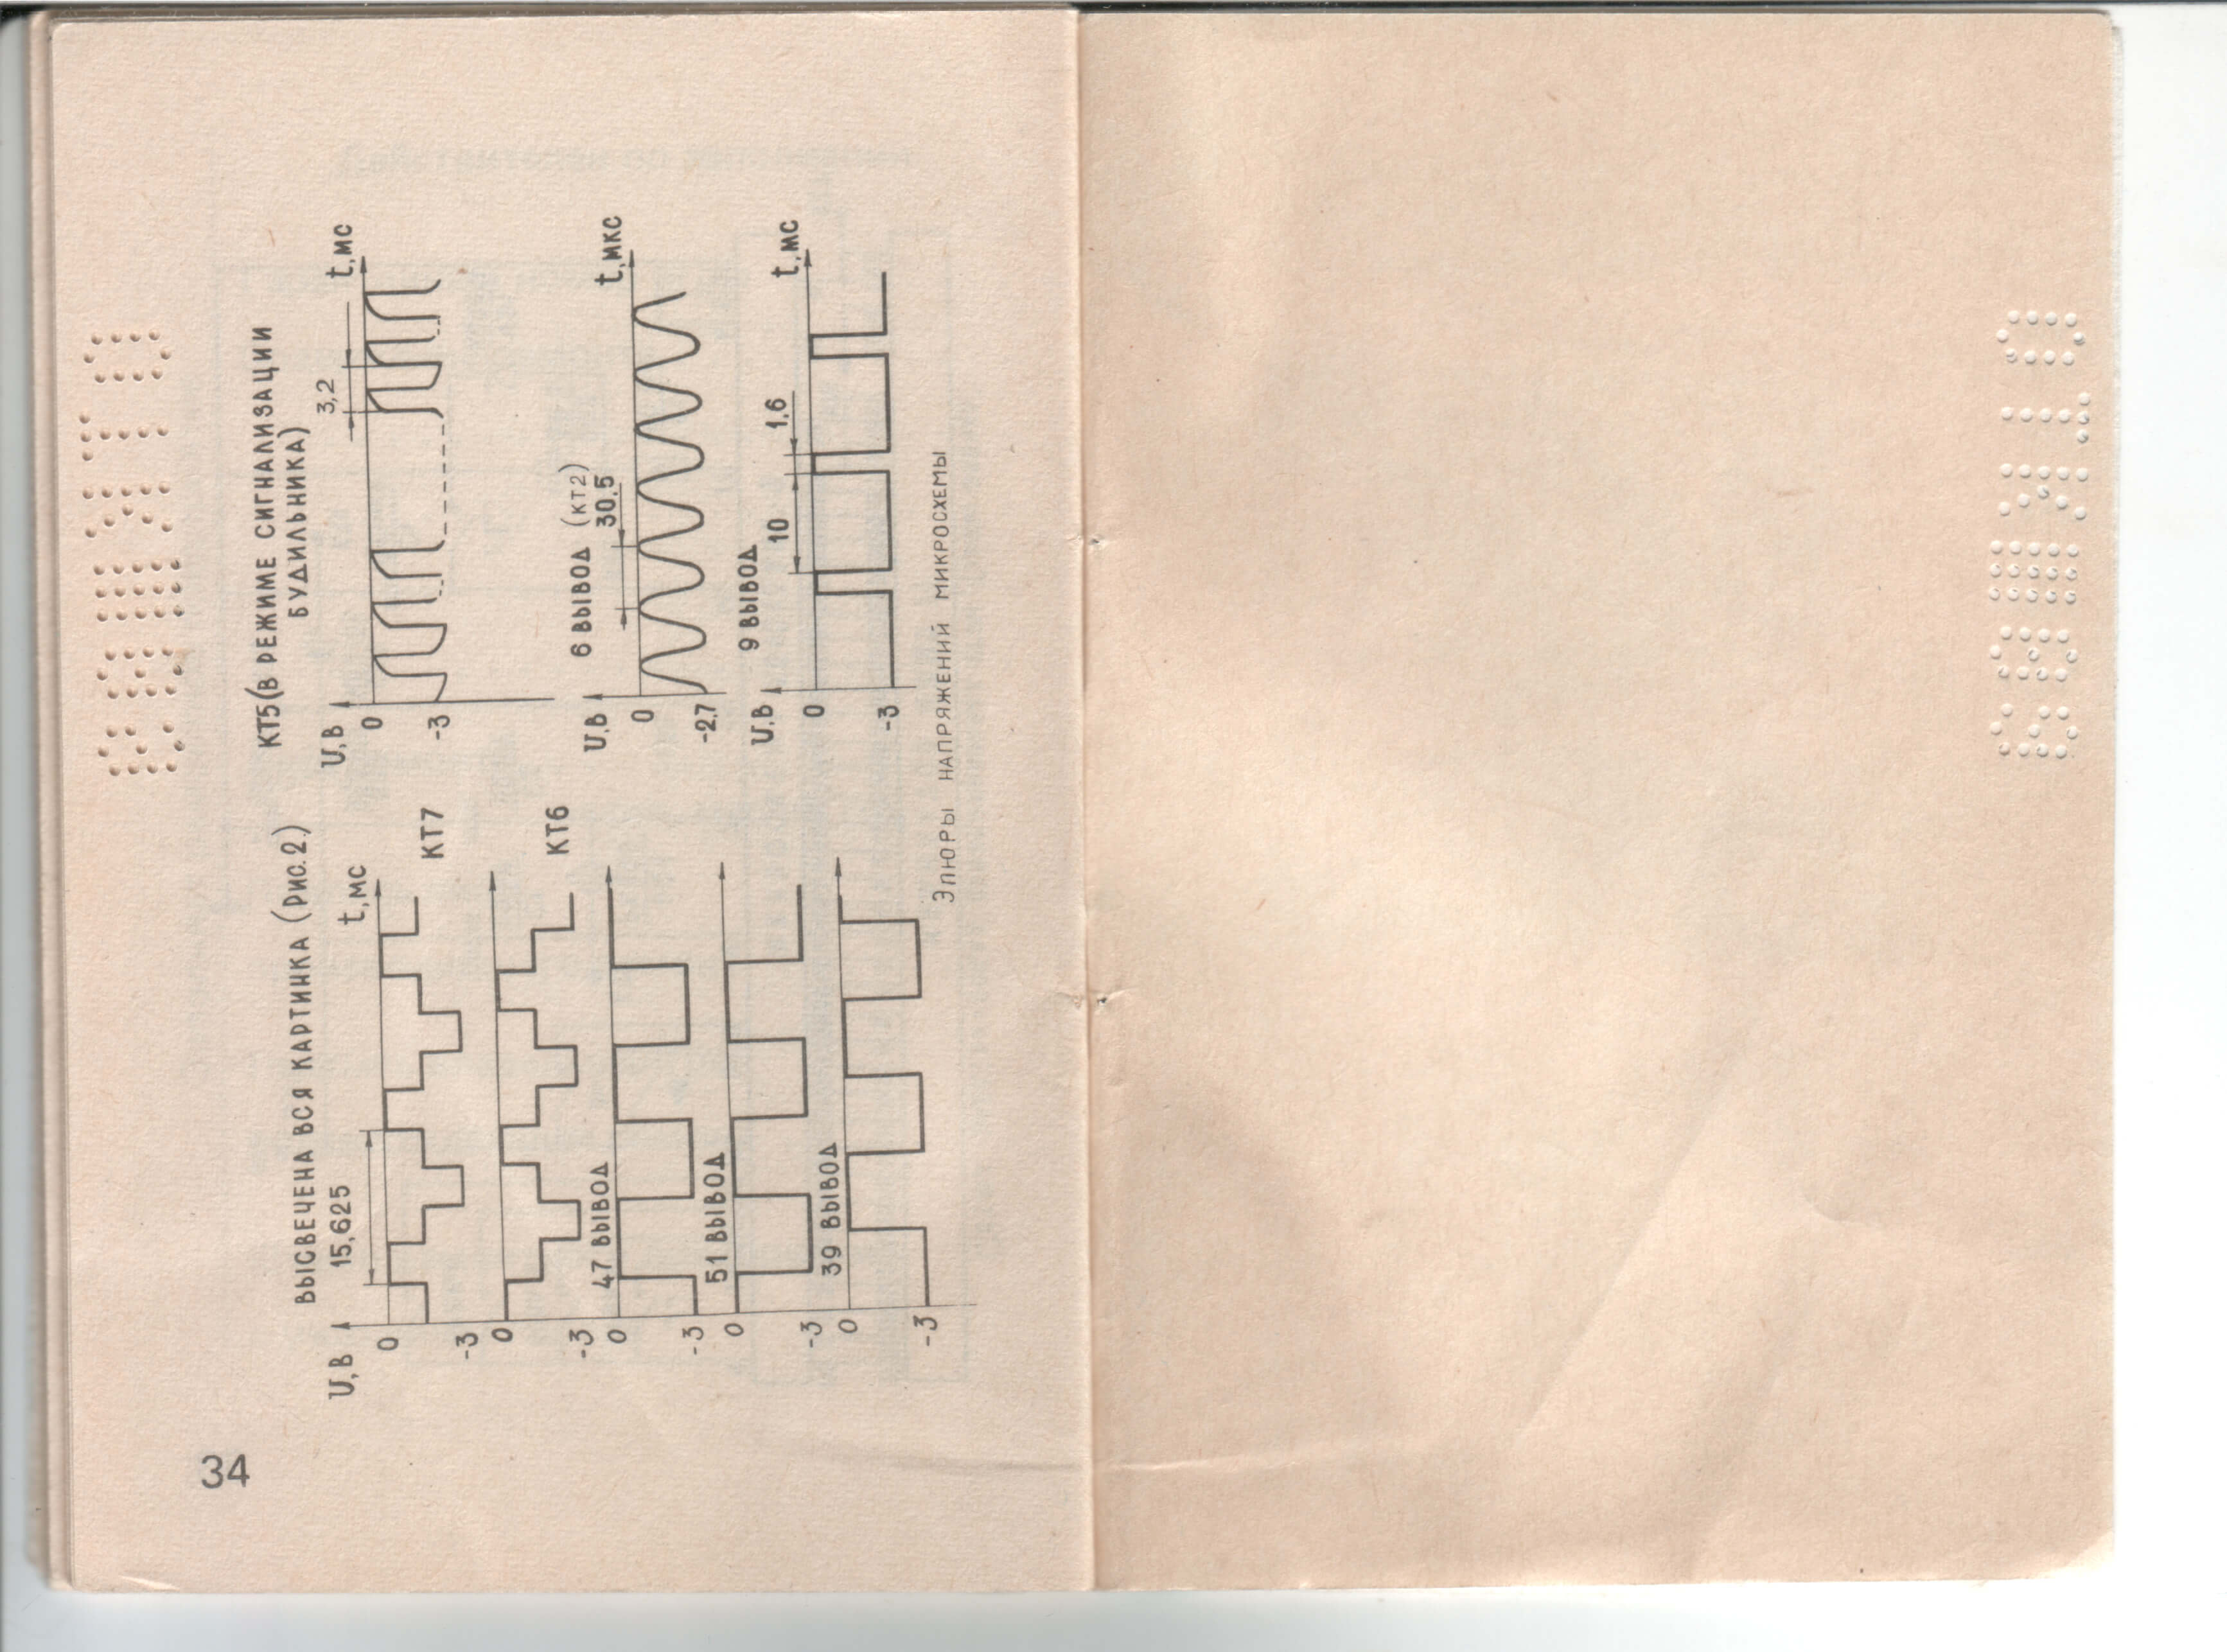 34
ВЫСВЕЧЕНА ВСЯ КАРТИНКА (РИС. 2)
U,В
15,625
t,мс
0
-3
КТ7
0
-3
КТ6
47 ВЫВОД
0
-3
51 ВЫВОД
0
-3
39 ВЫВОД
0
-3
КТ5(В РЕЖИМЕ СИГНАЛИЗАЦИИ
БУДИЛЬНИКА)
U,В
3,2
t,мс
0
-3
6 ВЫВОД (КТ2)
U,В
30,5
t,мкс
0
-2,7
9 ВЫВОД
U,В
10
1,6
t,мс
0
-3
Эпюры напряжений микросхемы